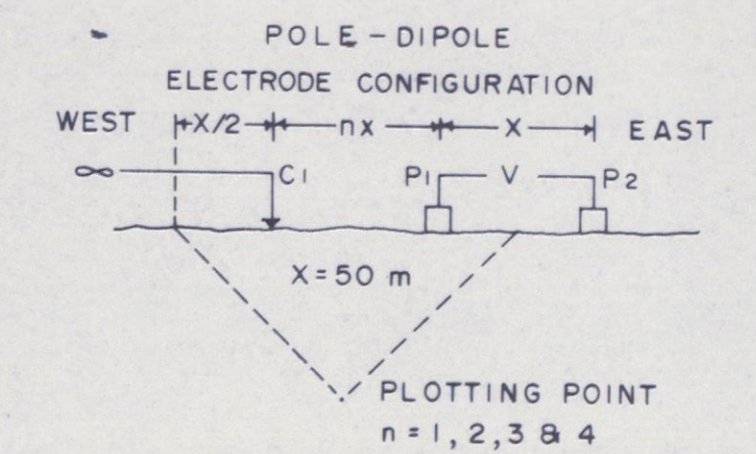 POLE - DIPOLE
ELECTRODE CONFIGURATION
WEST X/2 nx X EAST
∞ C1 P1 V P2
X = 50 m
PLOTTING POINT
n = 1, 2, 3 & 4